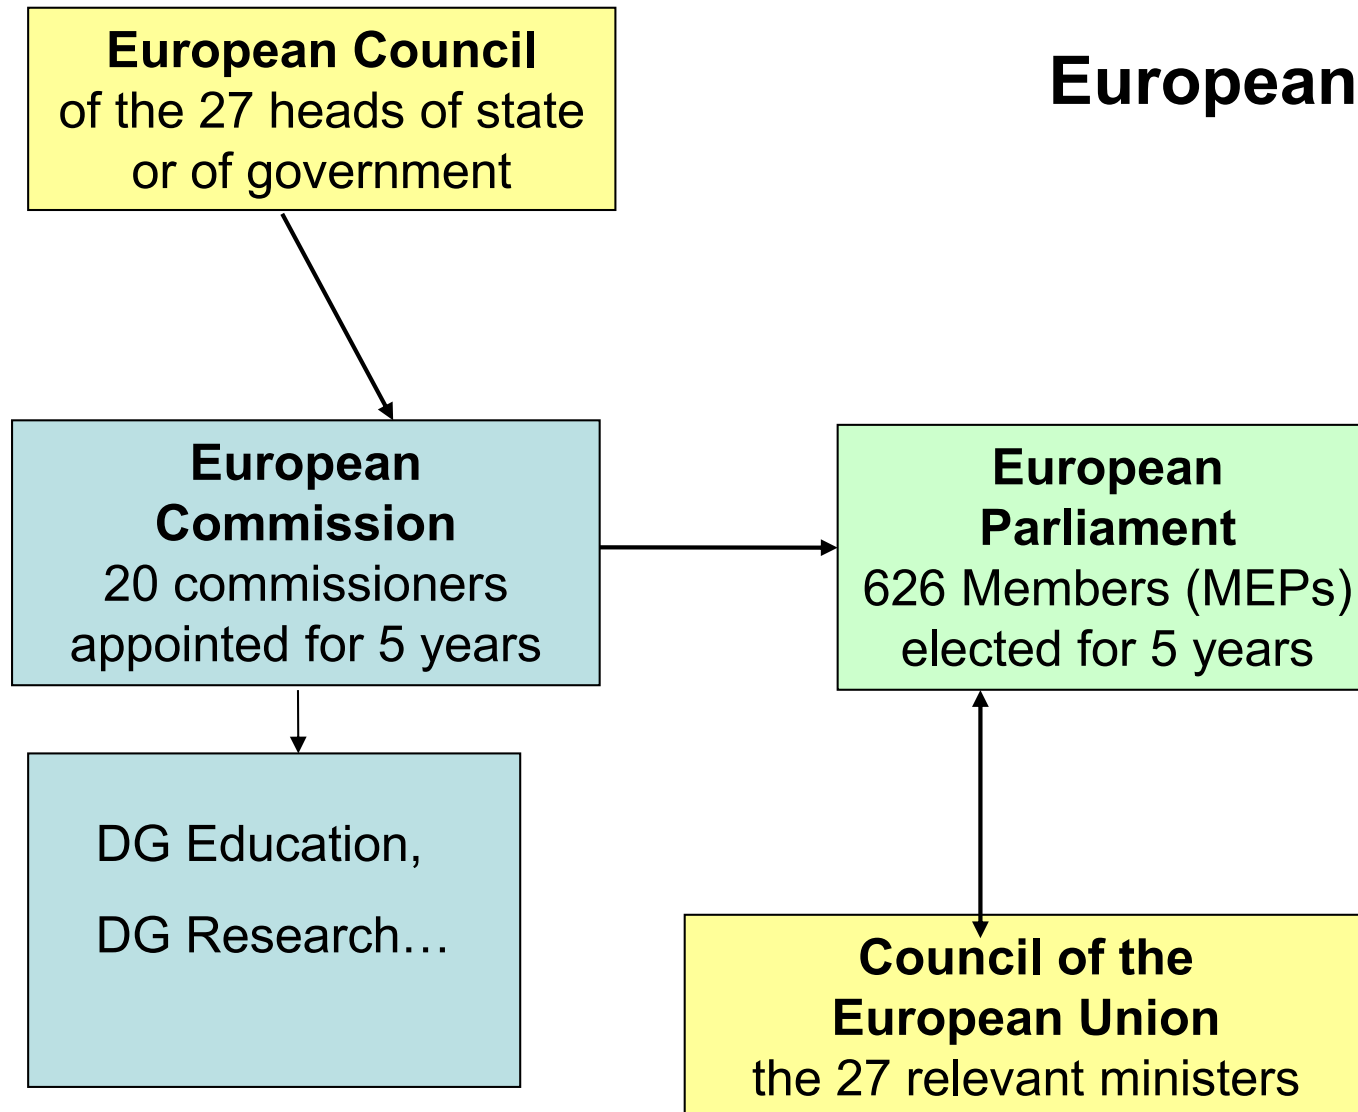 European Council
of the 27 heads of state
or of government
European
European
Commission
20 commissioners
appointed for 5 years
European
Parliament
626 Members (MEPs)
elected for 5 years
DG Education,
DG Research…
Council of the
European Union
the 27 relevant ministers